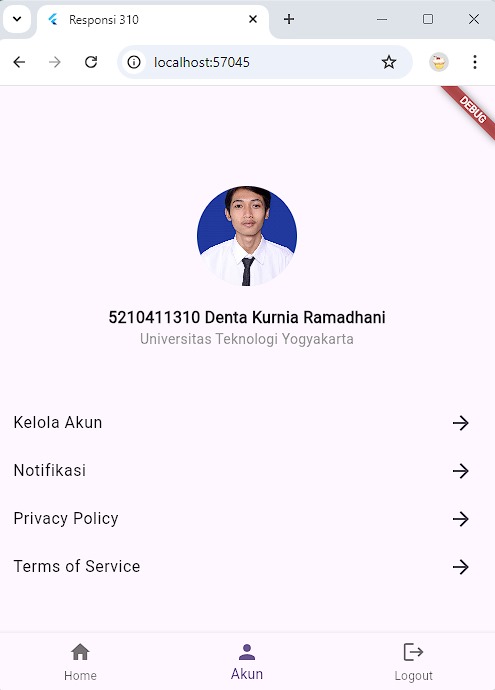 Responsi 310
localhost:57045
DEBUG
5210411310 Denta Kurnia Ramadhani
Universitas Teknologi Yogyakarta
Kelola Akun
Notifikasi
Privacy Policy
Terms of Service
Home
Akun
Logout